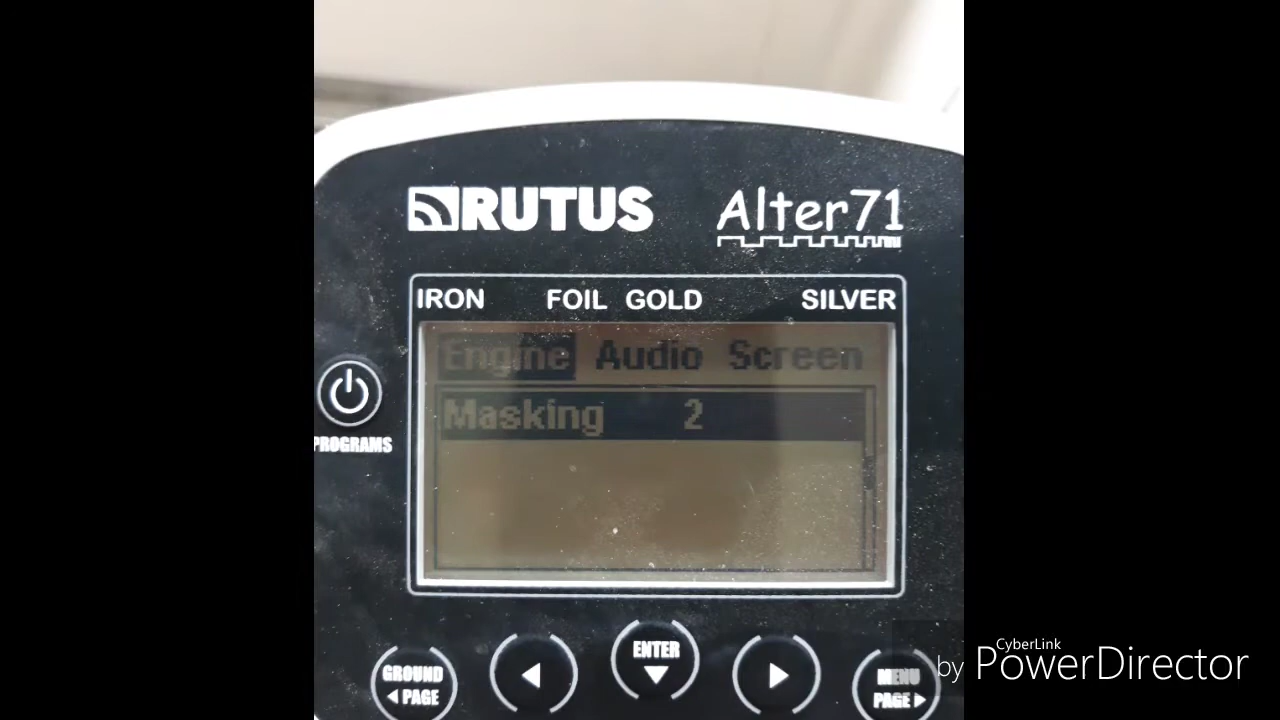 RUTUS Alter71
IRON FOIL GOLD SILVER
Engine Audio Screen
Masking 2
PROGRAMS
ENTER
GROUND
PAGE
MENU
PAGE
CyberLink
by PowerDirector